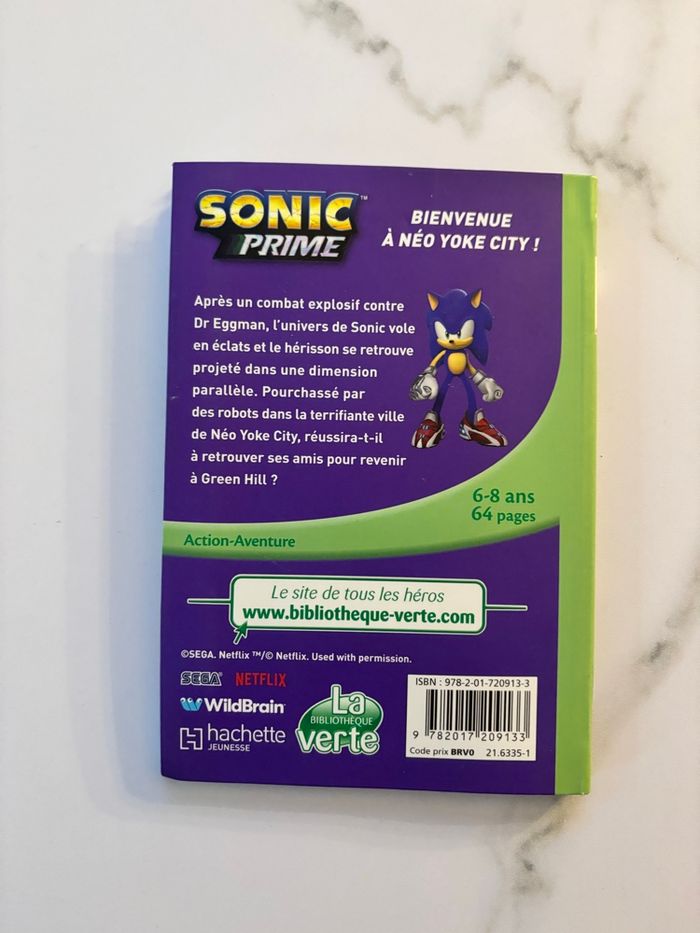 SONIC™
PRIME
BIENVENUE
À NÉO YOKE CITY !
Après un combat explosif contre
Dr Eggman, l’univers de Sonic vole
en éclats et le hérisson se retrouve
projeté dans une dimension
parallèle. Pourchassé par
des robots dans la terrifiante ville
de Néo Yoke City, réussira-t-il
à retrouver ses amis pour revenir
à Green Hill ?
6-8 ans
64 pages
Action-Aventure
Le site de tous les héros
www.bibliotheque-verte.com
©SEGA. Netflix ™/© Netflix. Used with permission.
SEGA® NETFLIX
WildBrain
hachette
JEUNESSE
La
BIBLIOTHÈQUE
verte
ISBN : 978-2-01-720913-3
9 782017 209133
Code prix BRV0 21.6335-1